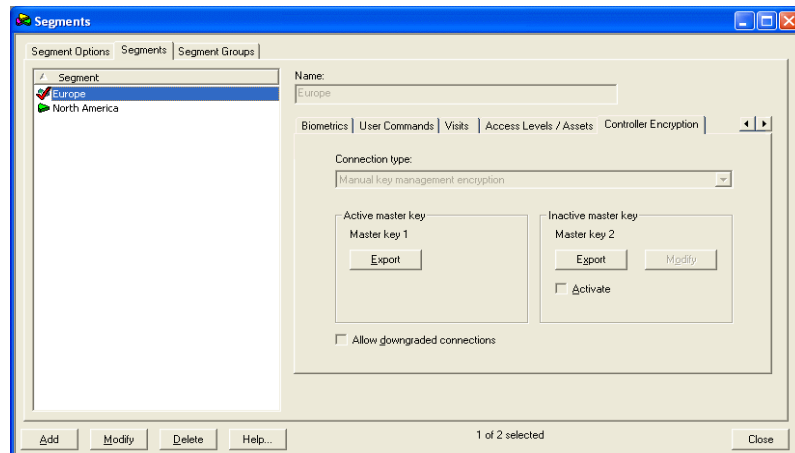 Segments
Segment Options Segments Segment Groups
Segment
Europe
North America
Name:
Europe
Biometrics User Commands Visits Access Levels / Assets Controller Encryption
Connection type:
Manual key management encryption
Active master key
Master key 1
Export
Inactive master key
Master key 2
Export Modify
Activate
Allow downgraded connections
Add Modify Delete Help... 1 of 2 selected Close